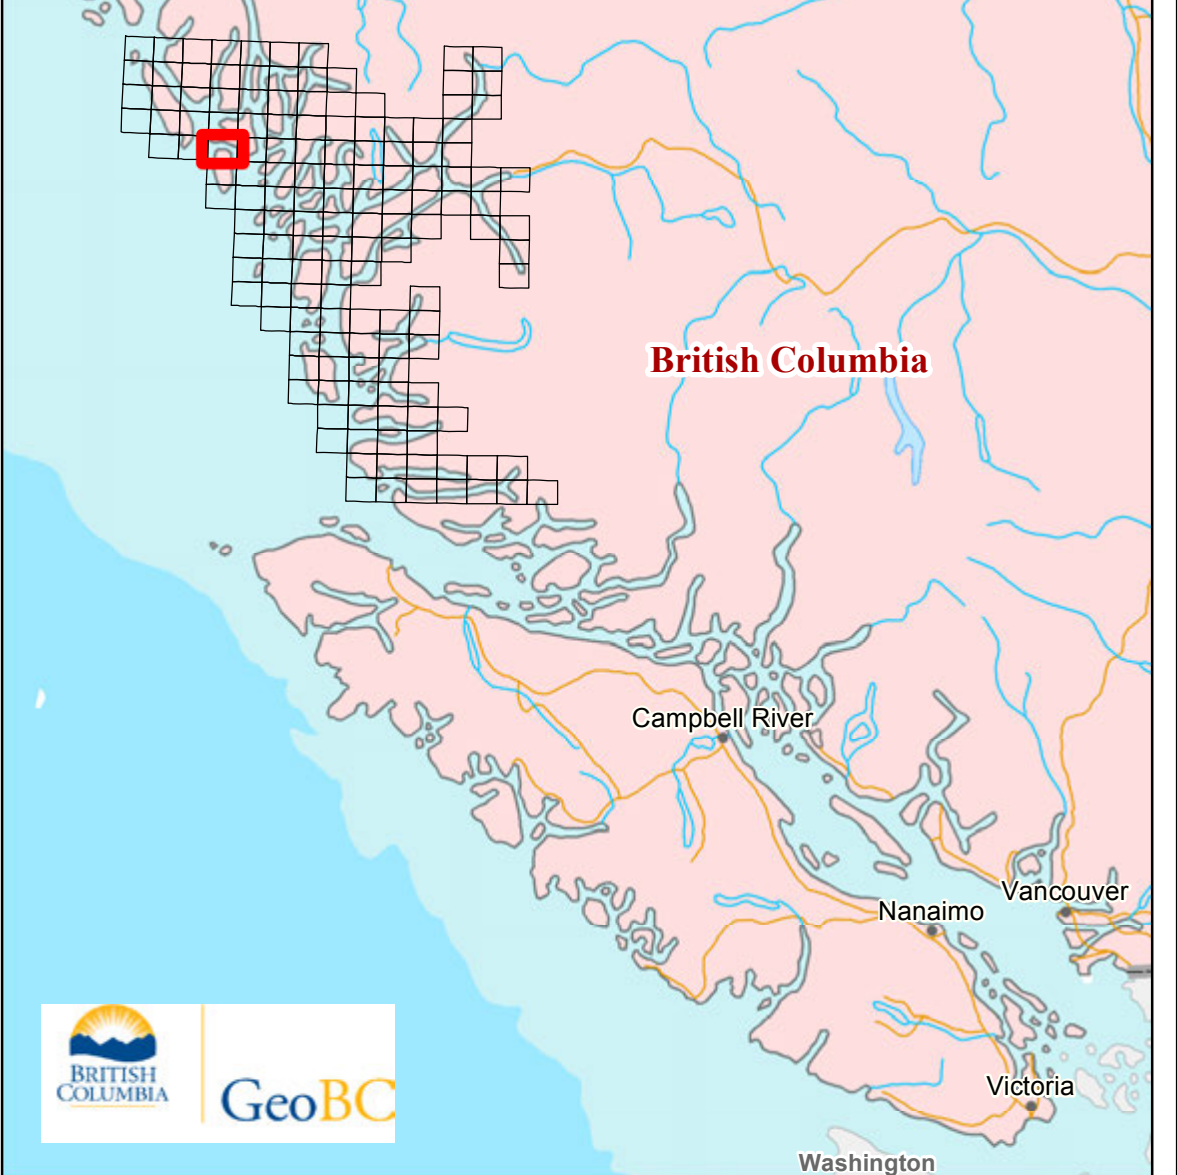 British Columbia
Campbell River
Vancouver
Nanaimo
BRITISH
COLUMBIA
GeoBC
Victoria
Washington